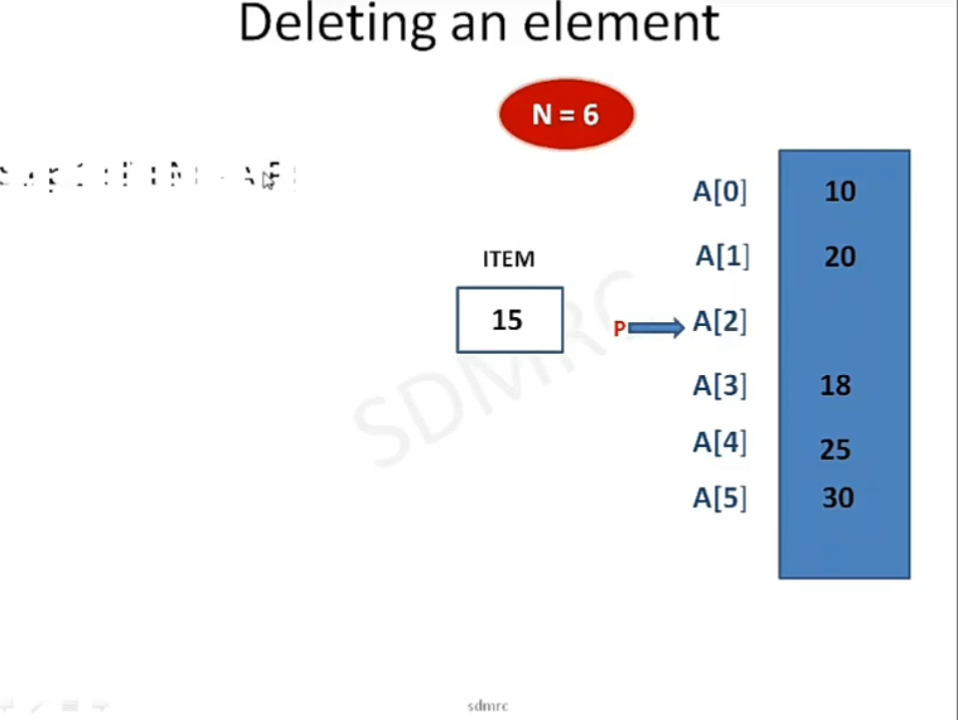 Deleting an element
N = 6
A[0] 10
ITEM
A[1] 20
15
P
A[2]
A[3] 18
A[4] 25
A[5] 30
SDMRC
sdmrc